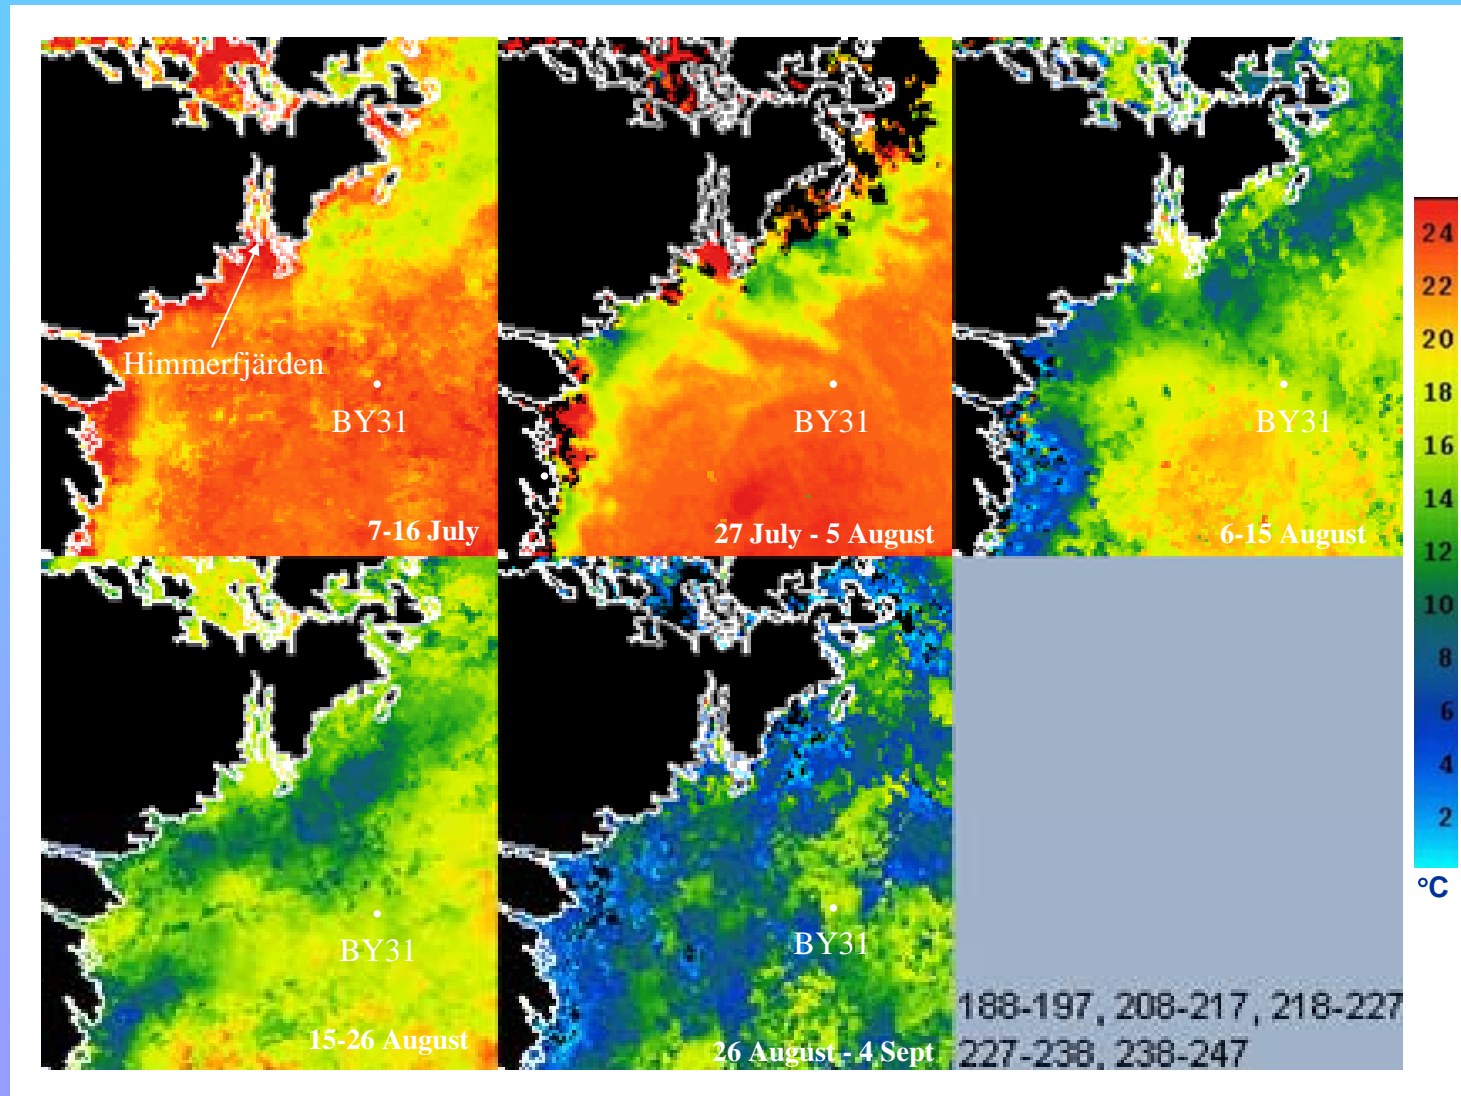 Himmerfjärden
BY31
7-16 July
BY31
27 July - 5 August
BY31
6-15 August
24
22
20
18
16
14
12
10
8
6
4
2
°C
BY31
15-26 August
BY31
26 August - 4 Sept
188-197, 208-217, 218-227
227-238, 238-247